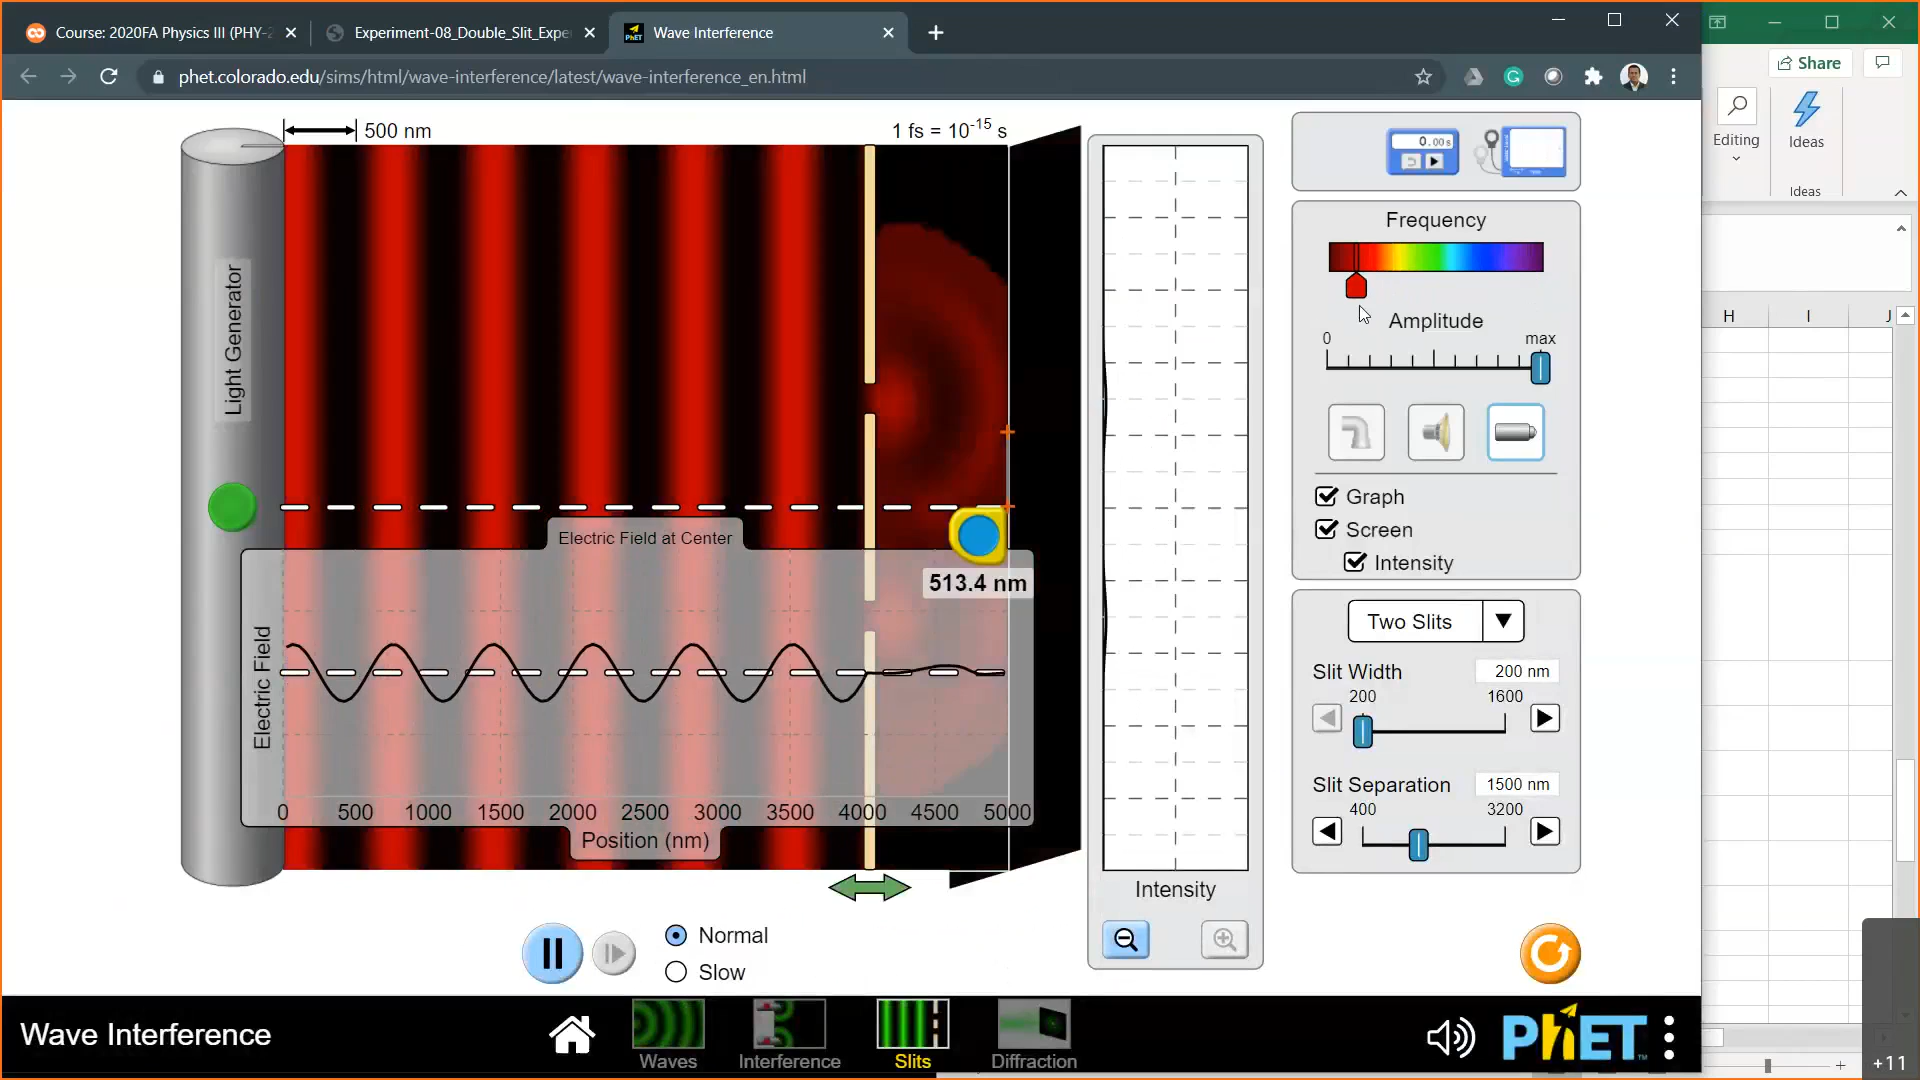 Course: 2020FA Physics III (PHY-2
Experiment-08_Double_Slit_Expe
Wave Interference
phet.colorado.edu/sims/html/wave-interference/latest/wave-interference_en.html
Share
Editing
Ideas
Ideas
H I J
500 nm
1 fs = 10⁻¹⁵ s
Light Generator
Electric Field at Center
513.4 nm
Electric Field
0 500 1000 1500 2000 2500 3000 3500 4000 4500 5000
Position (nm)
Intensity
0.00s
Frequency
Amplitude
0 max
Graph
Screen
Intensity
Two Slits
Slit Width 200 nm
200 1600
Slit Separation 1500 nm
400 3200
Normal
Slow
Wave Interference
Waves
Interference
Slits
Diffraction
PhET
+11